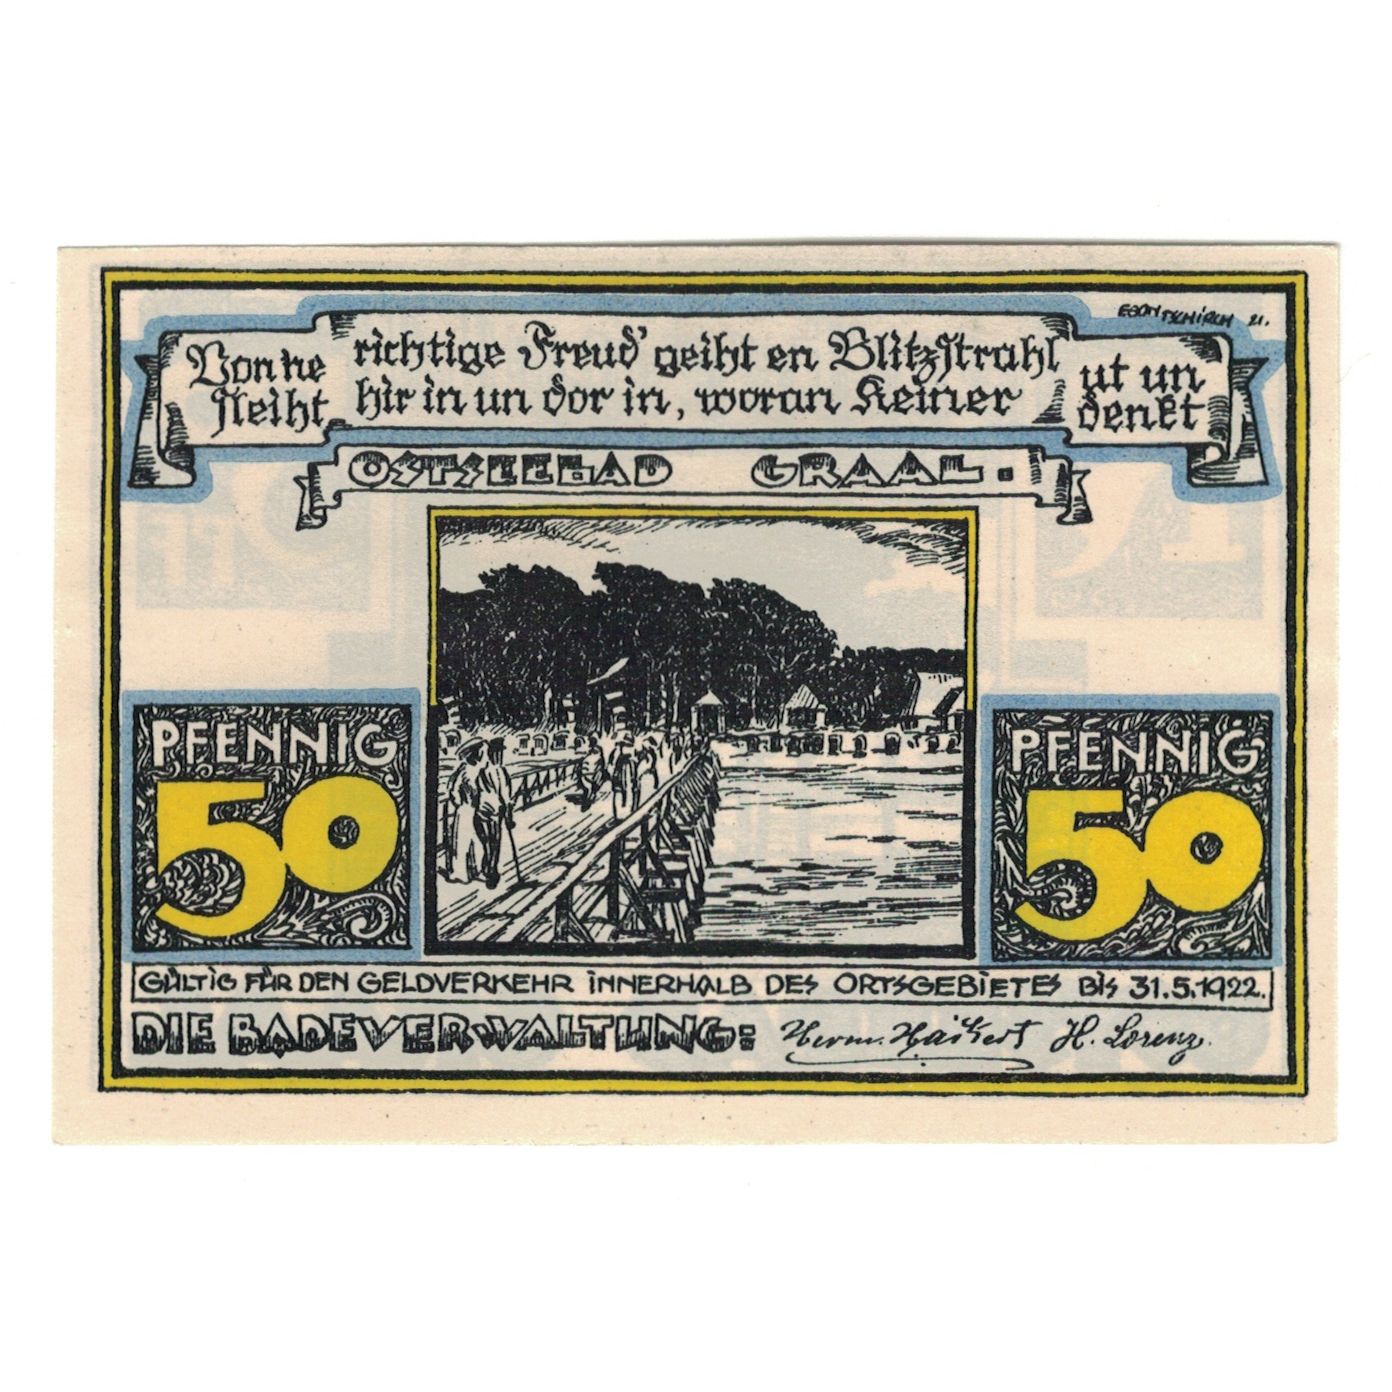 EGON TSCHIRCH 21.
Von ne richtige Freud' geiht en Blitzstrahl ut un
sleiht hir in un dor in, woran Keiner denkt
OSTSEEBAD GRAAL.
PFENNIG
50
PFENNIG
50
GÜLTIG FÜR DEN GELDVERKEHR INNERHALB DES ORTSGEBIETES BIS 31.5.1922.
DIE BADEVERWALTUNG: Herm. H. Lorenz.